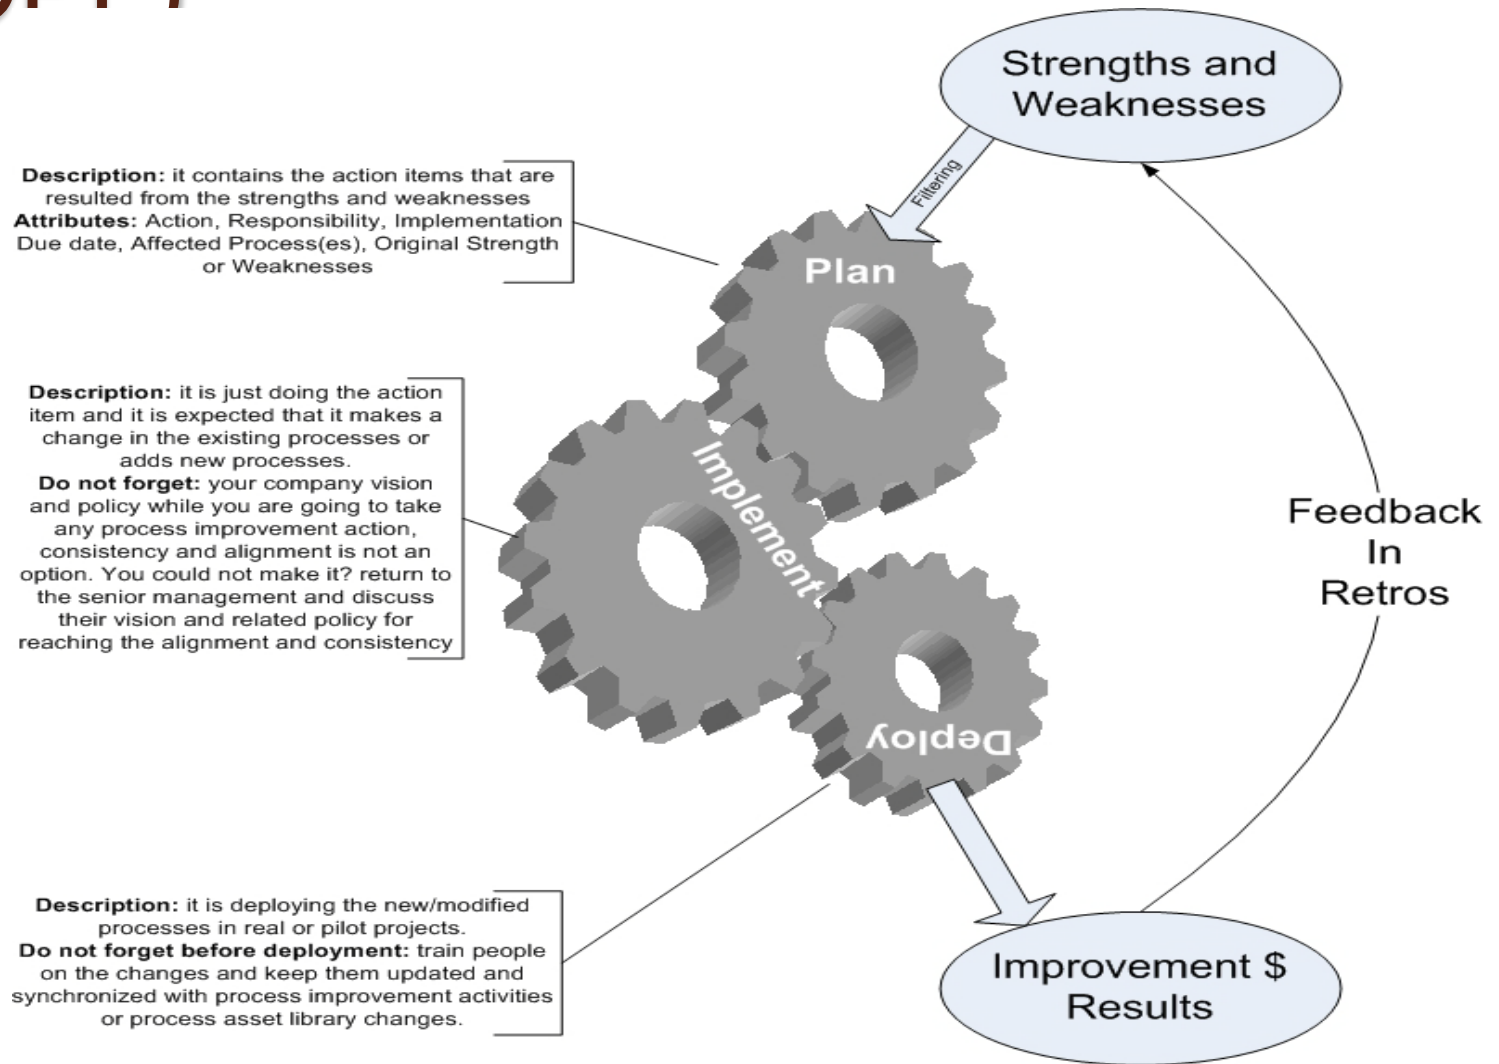 Strengths and
Weaknesses
Filtering
Description: it contains the action items that are
resulted from the strengths and weaknesses
Attributes: Action, Responsibility, Implementation
Due date, Affected Process(es), Original Strength
or Weaknesses
Plan
Description: it is just doing the action
item and it is expected that it makes a
change in the existing processes or
adds new processes.
Do not forget: your company vision
and policy while you are going to take
any process improvement action,
consistency and alignment is not an
option. You could not make it? return to
the senior management and discuss
their vision and related policy for
reaching the alignment and consistency
Implement
Feedback
In
Retros
Deploy
Description: it is deploying the new/modified
processes in real or pilot projects.
Do not forget before deployment: train people
on the changes and keep them updated and
synchronized with process improvement activities
or process asset library changes.
Improvement $
Results